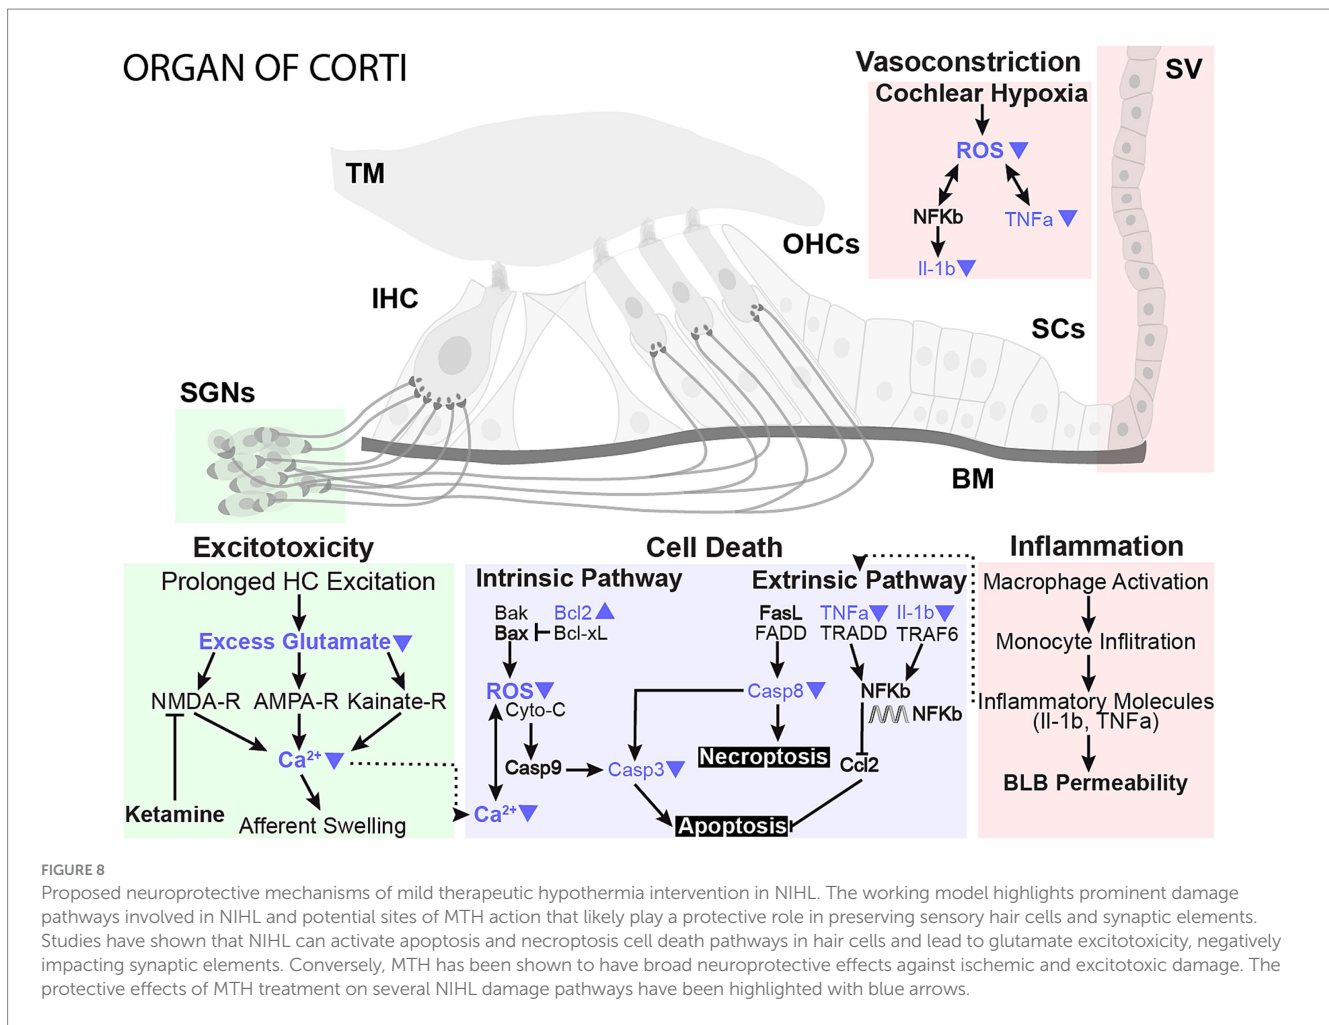 ORGAN OF CORTI
Vasoconstriction
SV
Cochlear Hypoxia
ROS
NFKb
TNFa
Il-1b
TM
OHCs
IHC
SCs
SGNs
BM
Excitotoxicity
Prolonged HC Excitation
Excess Glutamate
NMDA-R AMPA-R Kainate-R
Ca²⁺
Ketamine
Afferent Swelling
Cell Death
Intrinsic Pathway
Bak Bcl2
Bax Bcl-xL
ROS
Cyto-C
Casp9
Casp3
Ca²⁺
Extrinsic Pathway
FasL TNFa Il-1b
FADD TRADD TRAF6
Casp8
NFKb
NFKb
Necroptosis
Ccl2
Apoptosis
Inflammation
Macrophage Activation
Monocyte Inflitration
Inflammatory Molecules
(Il-1b, TNFa)
BLB Permeability
FIGURE 8
Proposed neuroprotective mechanisms of mild therapeutic hypothermia intervention in NIHL. The working model highlights prominent damage
pathways involved in NIHL and potential sites of MTH action that likely play a protective role in preserving sensory hair cells and synaptic elements.
Studies have shown that NIHL can activate apoptosis and necroptosis cell death pathways in hair cells and lead to glutamate excitotoxicity, negatively
impacting synaptic elements. Conversely, MTH has been shown to have broad neuroprotective effects against ischemic and excitotoxic damage. The
protective effects of MTH treatment on several NIHL damage pathways have been highlighted with blue arrows.